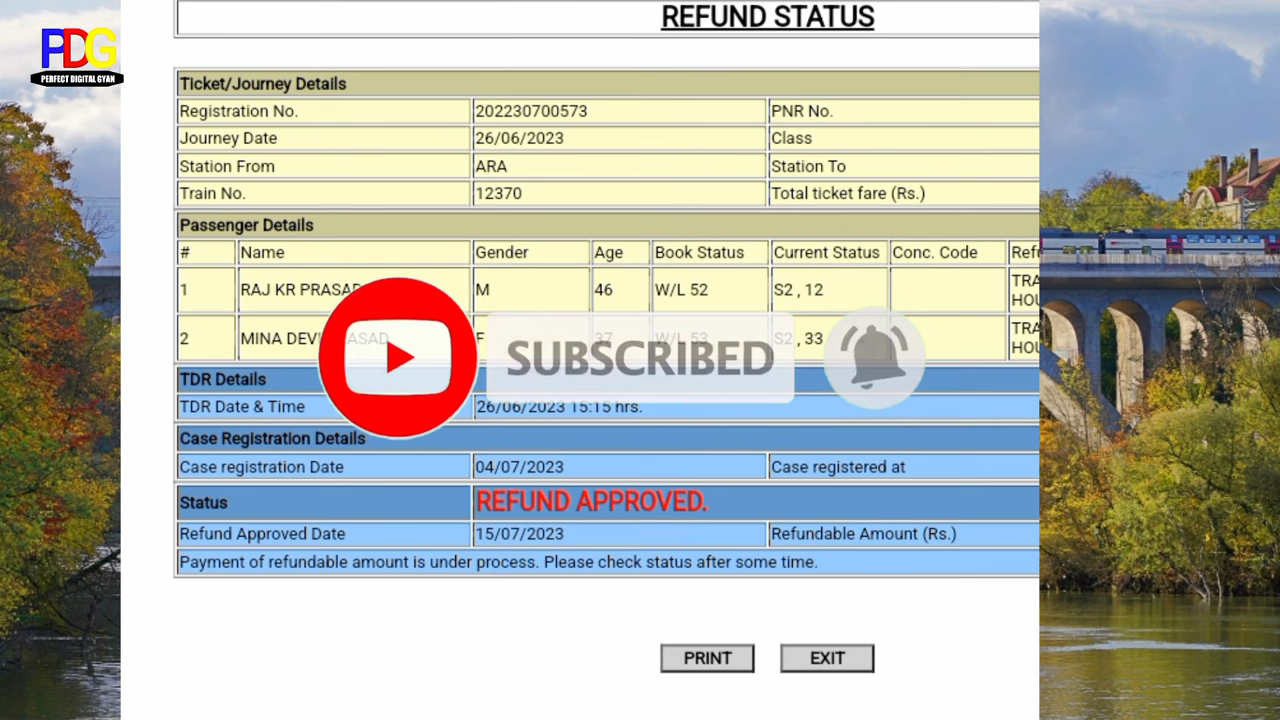 PDG
PERFECT DIGITAL GYAN
REFUND STATUS
Ticket/Journey Details
Registration No. 202230700573 PNR No.
Journey Date 26/06/2023 Class
Station From ARA Station To
Train No. 12370 Total ticket fare (Rs.)
Passenger Details
# Name Gender Age Book Status Current Status Conc. Code
1 RAJ KR PRASAD M 46 W/L 52 S2 , 12
2 MINA DEVI PRASAD F 37 W/L 53 S2 , 33
SUBSCRIBED
TDR Details
TDR Date & Time 26/06/2023 15:15 hrs.
Case Registration Details
Case registration Date 04/07/2023 Case registered at
Status REFUND APPROVED.
Refund Approved Date 15/07/2023 Refundable Amount (Rs.)
Payment of refundable amount is under process. Please check status after some time.
PRINT EXIT